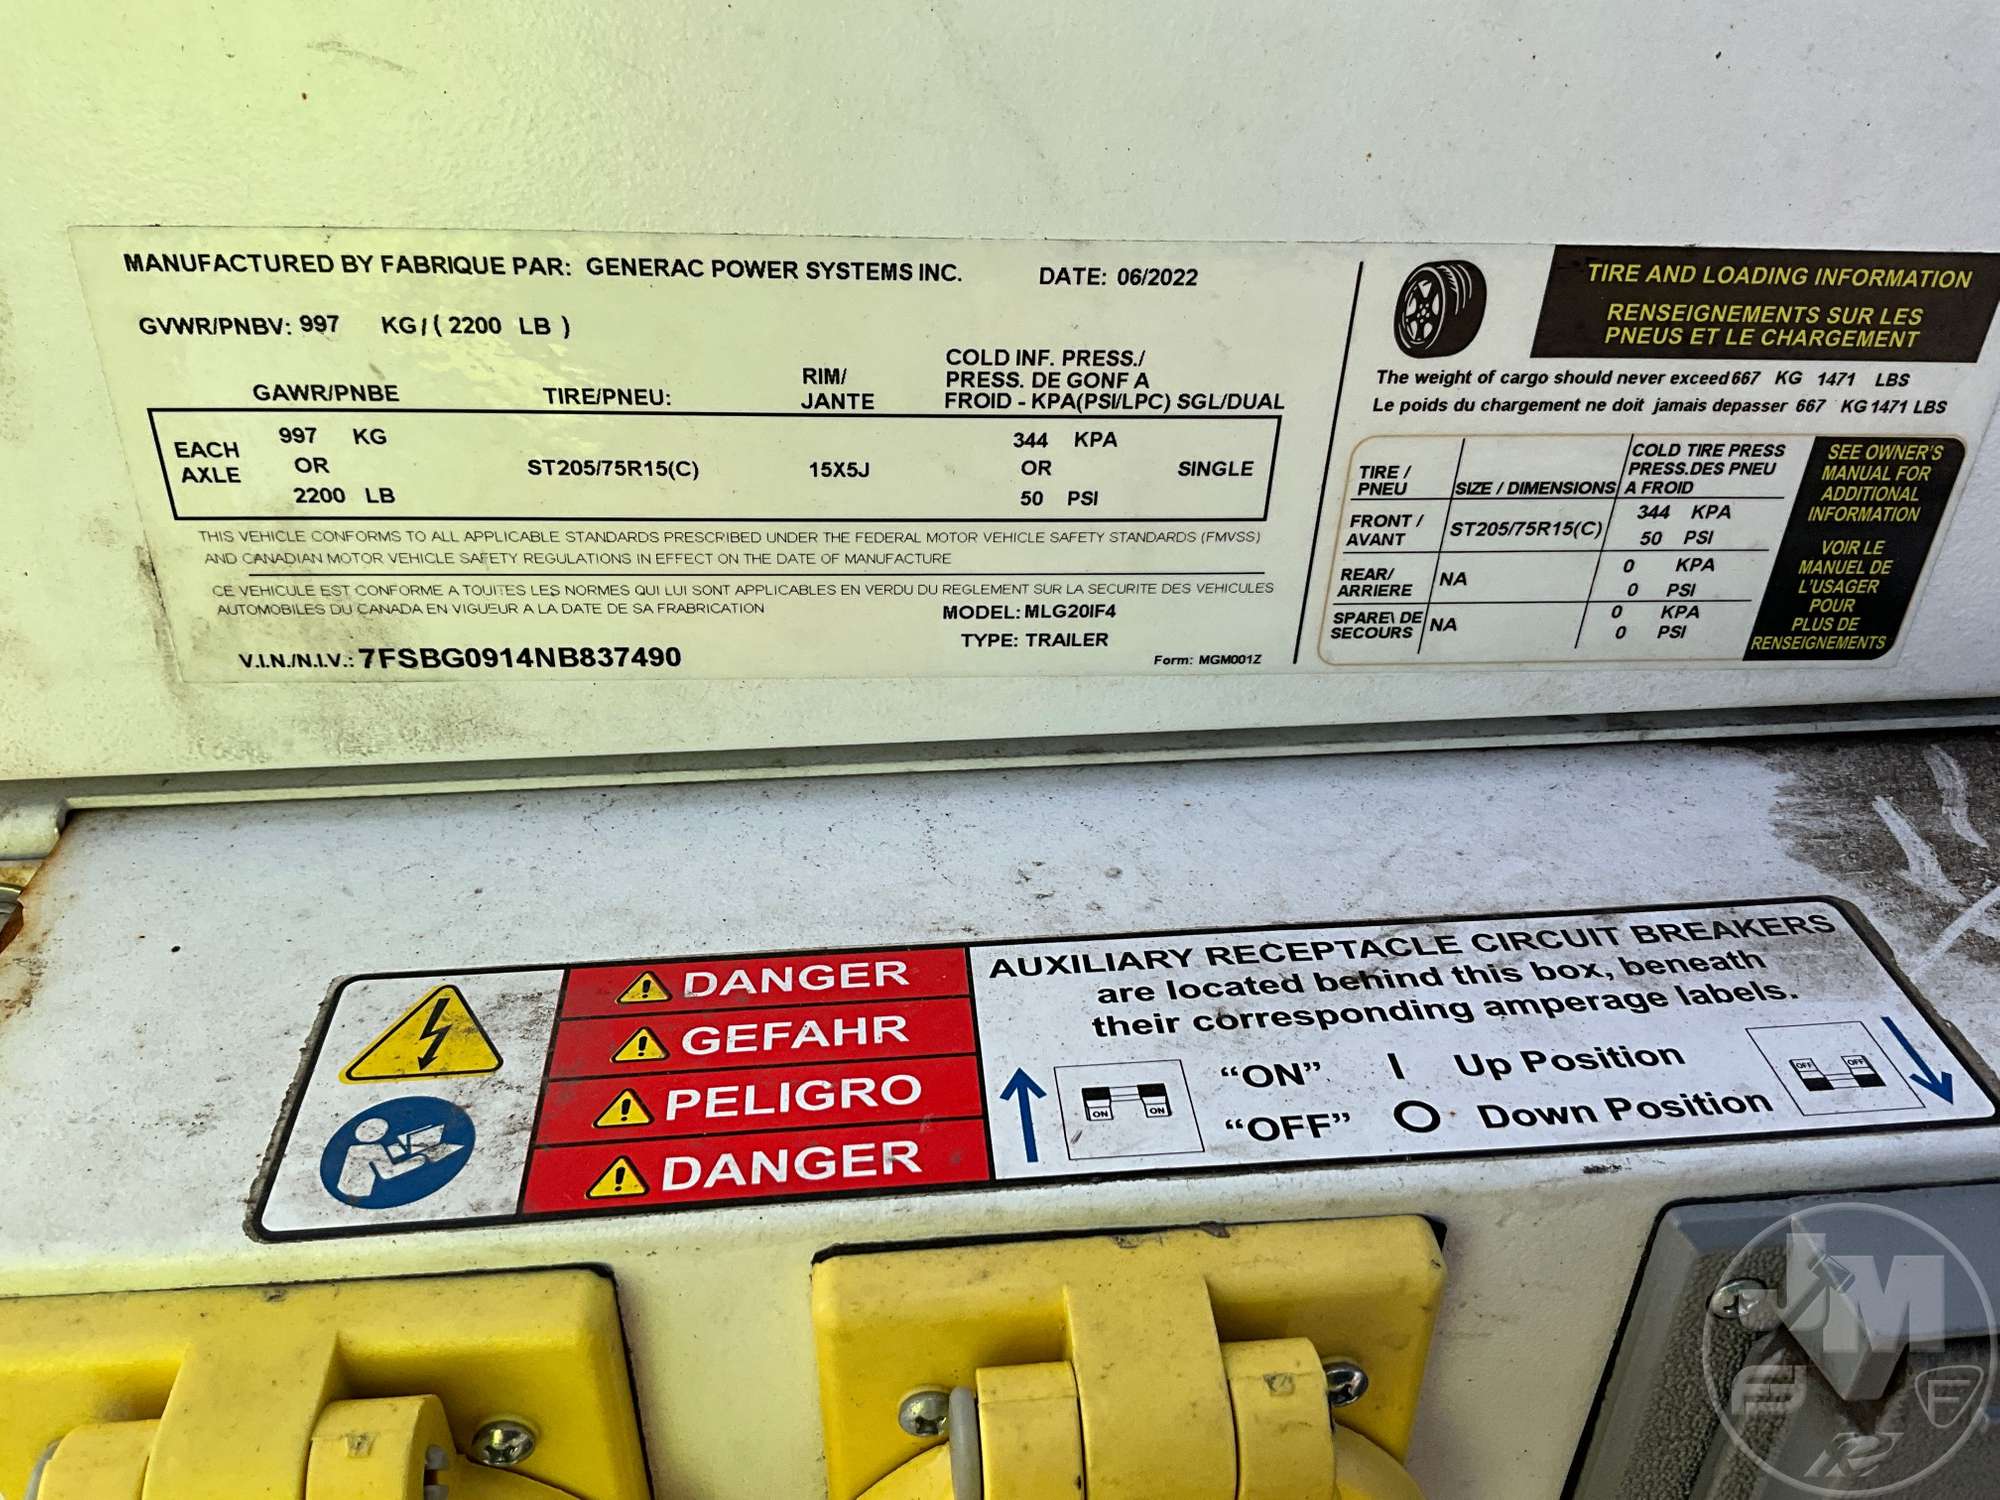 MANUFACTURED BY FABRIQUE PAR: GENERAC POWER SYSTEMS INC. DATE: 06/2022
GVWR/PNBV: 997 KG/( 2200 LB )
GAWR/PNBE TIRE/PNEU: RIM/
JANTE COLD INF. PRESS./
PRESS. DE GONF A
FROID - KPA(PSI/LPC) SGL/DUAL
EACH
AXLE
997 KG
OR
2200 LB
ST205/75R15(C) 15X5J
344 KPA
OR
50 PSI
SINGLE
THIS VEHICLE CONFORMS TO ALL APPLICABLE STANDARDS PRESCRIBED UNDER THE FEDERAL MOTOR VEHICLE SAFETY STANDARDS (FMVSS)
AND CANADIAN MOTOR VEHICLE SAFETY REGULATIONS IN EFFECT ON THE DATE OF MANUFACTURE
CE VEHICULE EST CONFORME A TOUITES LES NORMES QUI LUI SONT APPLICABLES EN VERDU DU REGLEMENT SUR LA SECURITE DES VEHICULES
AUTOMOBILES DU CANADA EN VIGUEUR A LA DATE DE SA FRABRICATION
MODEL: MLG20IF4
TYPE: TRAILER
V.I.N./N.I.V.: 7FSBG0914NB837490
Form: MGM001Z
TIRE AND LOADING INFORMATION
RENSEIGNEMENTS SUR LES
PNEUS ET LE CHARGEMENT
The weight of cargo should never exceed 667 KG 1471 LBS
Le poids du chargement ne doit jamais depasser 667 KG 1471 LBS
TIRE /
PNEU
SIZE / DIMENSIONS
COLD TIRE PRESS
PRESS.DES PNEU
A FROID
FRONT /
AVANT
ST205/75R15(C)
344 KPA
50 PSI
REAR/
ARRIERE
NA
0 KPA
0 PSI
SPARE\ DE
SECOURS
NA
0 KPA
0 PSI
SEE OWNER'S
MANUAL FOR
ADDITIONAL
INFORMATION
VOIR LE
MANUEL DE
L'USAGER
POUR
PLUS DE
RENSEIGNEMENTS
DANGER
GEFAHR
PELIGRO
DANGER
AUXILIARY RECEPTACLE CIRCUIT BREAKERS
are located behind this box, beneath
their corresponding amperage labels.
ON ON
"ON" I Up Position
"OFF" O Down Position
OFF OFF
JM
S F